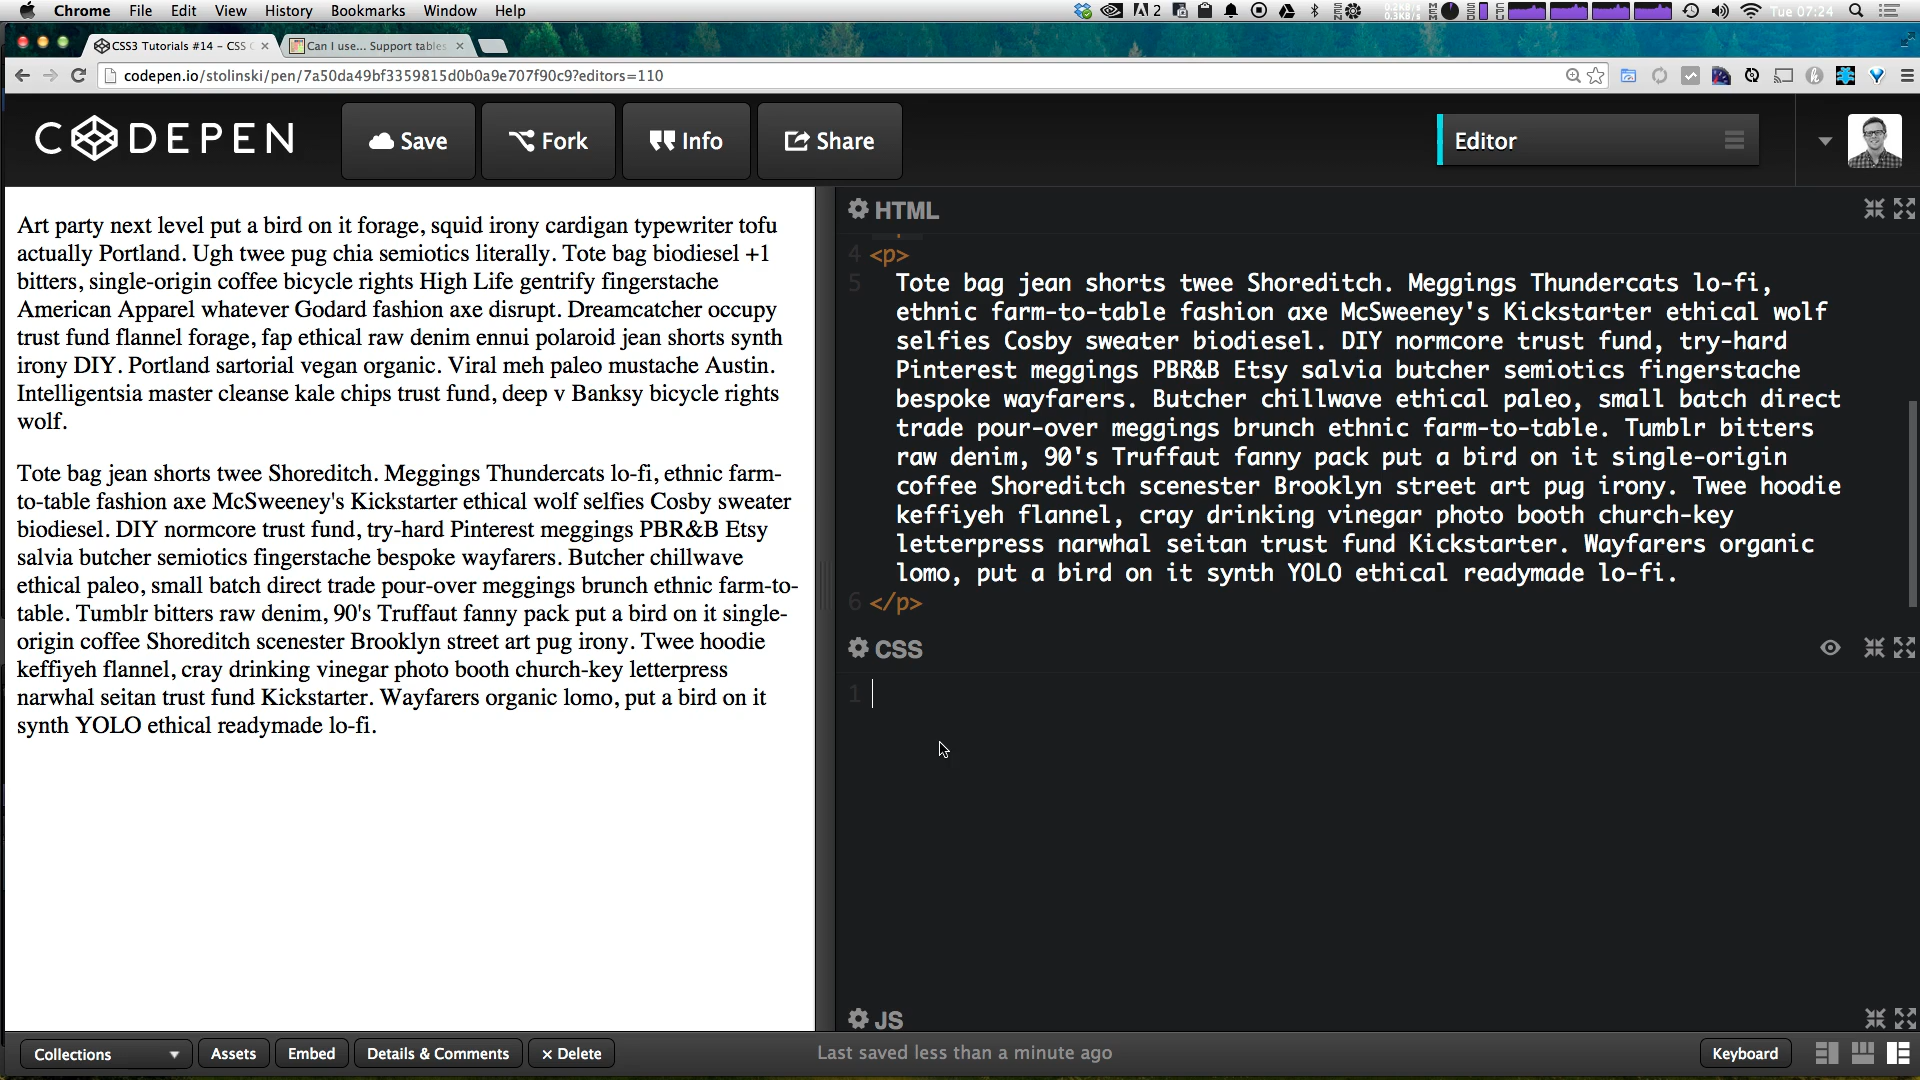 Chrome File Edit View History Bookmarks Window Help
2 0.2KB/s 0.3KB/s MEM SSD CPU Tue 07:24
CSS3 Tutorials #14 – CSS C × Can I use... Support tables ×
codepen.io/stolinski/pen/7a50da49bf3359815d0b0a9e707f90c9?editors=110
CODEPEN Save Fork Info Share Editor
Art party next level put a bird on it forage, squid irony cardigan typewriter tofu
actually Portland. Ugh twee pug chia semiotics literally. Tote bag biodiesel +1
bitters, single-origin coffee bicycle rights High Life gentrify fingerstache
American Apparel whatever Godard fashion axe disrupt. Dreamcatcher occupy
trust fund flannel forage, fap ethical raw denim ennui polaroid jean shorts synth
irony DIY. Portland sartorial vegan organic. Viral meh paleo mustache Austin.
Intelligentsia master cleanse kale chips trust fund, deep v Banksy bicycle rights
wolf.
Tote bag jean shorts twee Shoreditch. Meggings Thundercats lo-fi, ethnic farm-
to-table fashion axe McSweeney's Kickstarter ethical wolf selfies Cosby sweater
biodiesel. DIY normcore trust fund, try-hard Pinterest meggings PBR&B Etsy
salvia butcher semiotics fingerstache bespoke wayfarers. Butcher chillwave
ethical paleo, small batch direct trade pour-over meggings brunch ethnic farm-to-
table. Tumblr bitters raw denim, 90's Truffaut fanny pack put a bird on it single-
origin coffee Shoreditch scenester Brooklyn street art pug irony. Twee hoodie
keffiyeh flannel, cray drinking vinegar photo booth church-key letterpress
narwhal seitan trust fund Kickstarter. Wayfarers organic lomo, put a bird on it
synth YOLO ethical readymade lo-fi.
HTML
4 <p>
5 Tote bag jean shorts twee Shoreditch. Meggings Thundercats lo-fi,
ethnic farm-to-table fashion axe McSweeney's Kickstarter ethical wolf
selfies Cosby sweater biodiesel. DIY normcore trust fund, try-hard
Pinterest meggings PBR&B Etsy salvia butcher semiotics fingerstache
bespoke wayfarers. Butcher chillwave ethical paleo, small batch direct
trade pour-over meggings brunch ethnic farm-to-table. Tumblr bitters
raw denim, 90's Truffaut fanny pack put a bird on it single-origin
coffee Shoreditch scenester Brooklyn street art pug irony. Twee hoodie
keffiyeh flannel, cray drinking vinegar photo booth church-key
letterpress narwhal seitan trust fund Kickstarter. Wayfarers organic
lomo, put a bird on it synth YOLO ethical readymade lo-fi.
6 </p>
CSS
1
JS
Collections Assets Embed Details & Comments × Delete Last saved less than a minute ago Keyboard